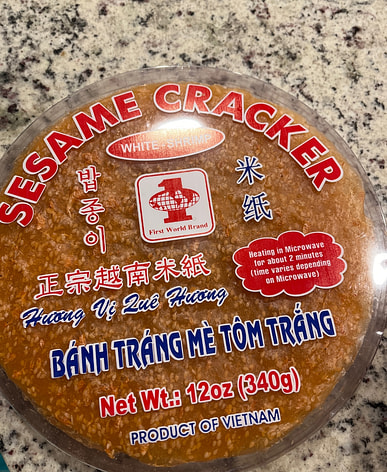 SESAME CRACKER
WHITE
밥종이
米纸
First World Brand
正宗越南米紙
Heating in Microwave
for about 2 minutes
(time varies depending
on Microwave)
Hương Vị Quê Hương
BÁNH TRÁNG MÈ TÔM TRẮNG
Net Wt.: 12oz (340g)
PRODUCT OF VIETNAM